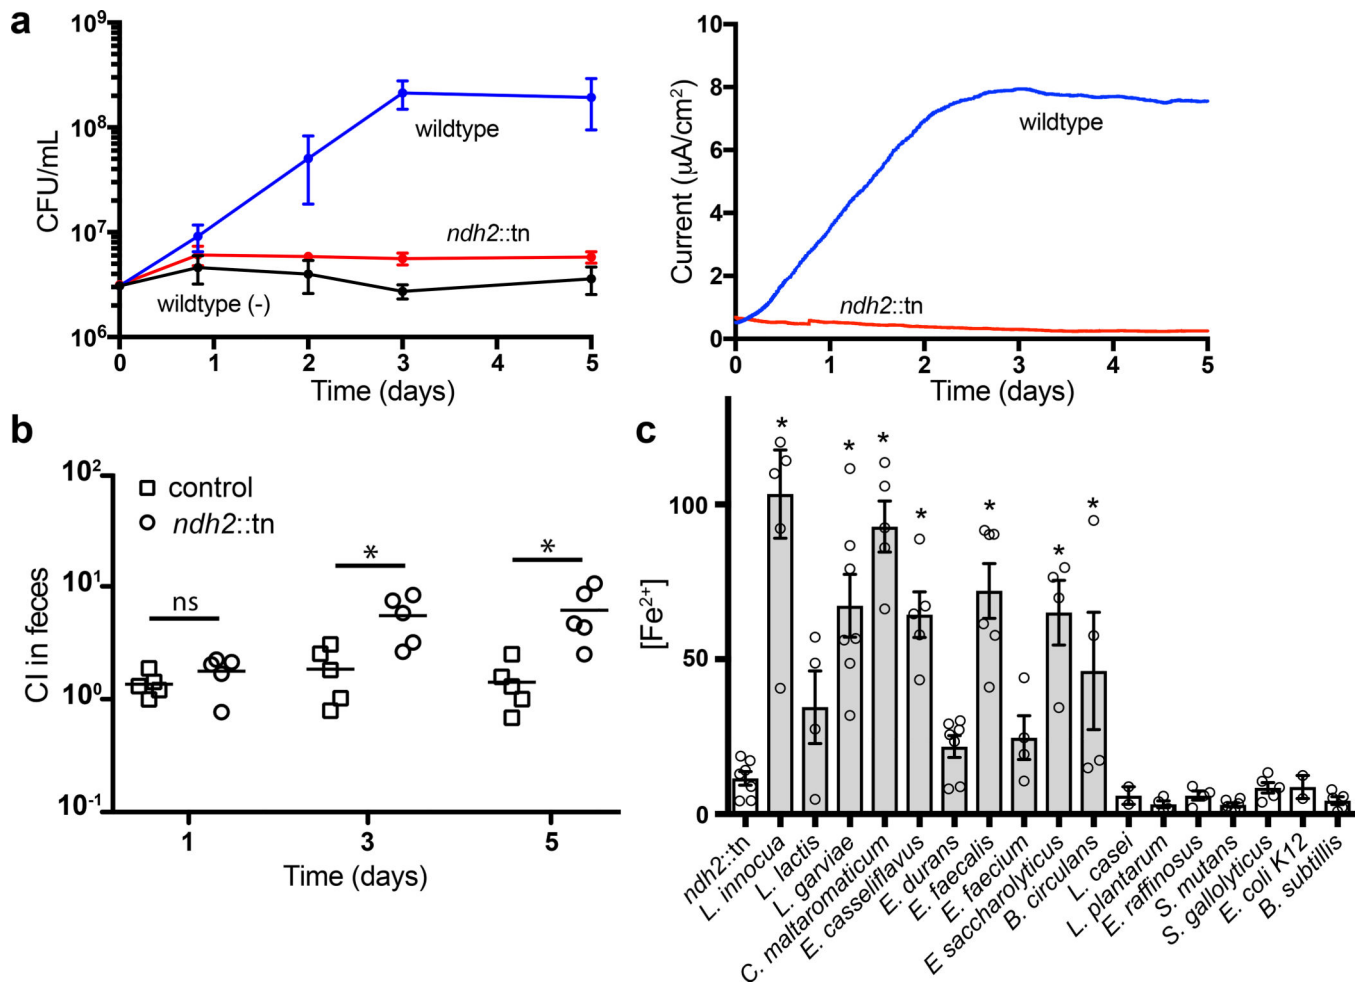 a
10⁹
10⁸
10⁷
10⁶
CFU/mL
wildtype
ndh2::tn
wildtype (-)
0 1 2 3 4 5
Time (days)
10
8
6
4
2
0
Current (µA/cm²)
wildtype
ndh2::tn
0 1 2 3 4 5
Time (days)
b
10²
10¹
10⁰
10⁻¹
CI in feces
control
ndh2::tn
ns
*
*
1 3 5
Time (days)
c
100
50
0
[Fe²⁺]
* * * * * * *
ndh2::tn
L. innocua
L. lactis
L. garviae
C. maltaromaticum
E. casseliflavus
E. durans
E. faecalis
E. faecium
E saccharolyticus
B. circulans
L. casei
L. plantarum
E. raffinosus
S. mutans
S. gallolyticus
E. coli K12
B. subtillis